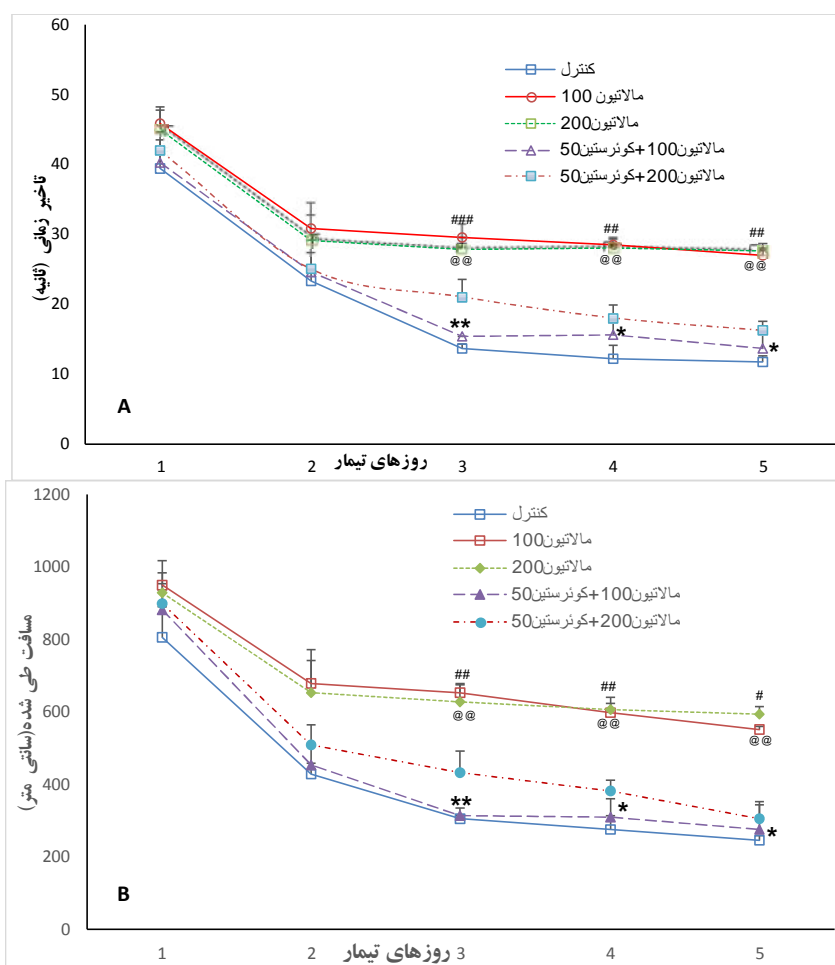 60
50
40
30
20
10
0
تاخیر زمانی (ثانیه)
کنترل
مالاتیون 100
مالاتیون200
مالاتیون100+کوئرستین50
مالاتیون200+کوئرستین50
###
##
##
@@
@@
@@
**
*
*
A
1
2
3
4
5
روزهای تیمار
1200
1000
800
600
400
200
0
مسافت طی شده(سانتی متر)
کنترل
مالاتیون100
مالاتیون200
مالاتیون100+کوئرستین50
مالاتیون200+کوئرستین50
##
##
#
@@
@@
@@
**
*
*
B
1
2
3
4
5
روزهای تیمار